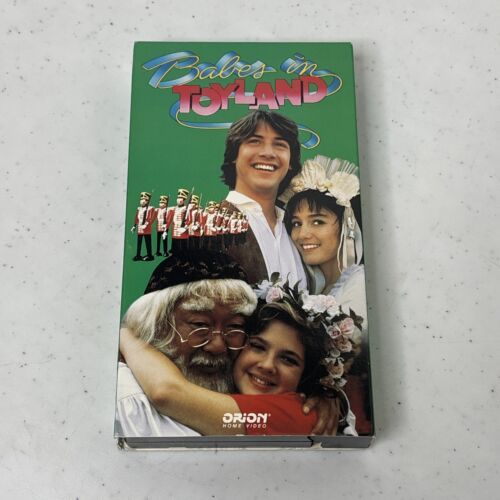 Babes in
TOYLAND
ORION®
HOME VIDEO